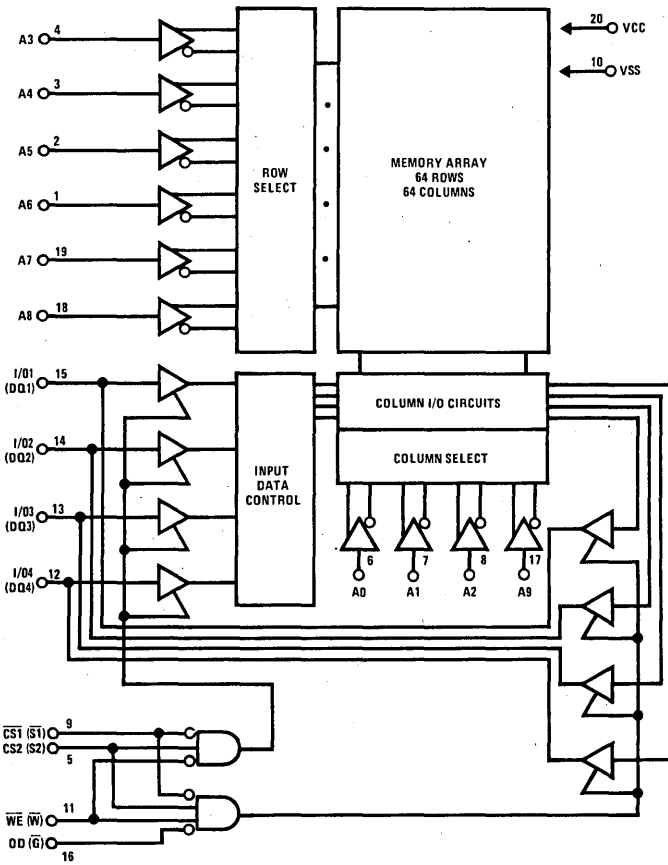 A3 4
20 VCC
A4 3
10 VSS
A5 2
ROW
SELECT
MEMORY ARRAY
64 ROWS
64 COLUMNS
A6 1
A7 19
A8 18
I/O1
(DQ1) 15
COLUMN I/O CIRCUITS
I/O2
(DQ2) 14
COLUMN SELECT
INPUT
DATA
CONTROL
I/O3
(DQ3) 13
6 7 8 17
A0 A1 A2 A9
I/O4
(DQ4) 12
C̅S̅1̅ (S̅1̅) 9
CS2 (S2) 5
W̅E̅ (W̅) 11
OD (G̅) 16